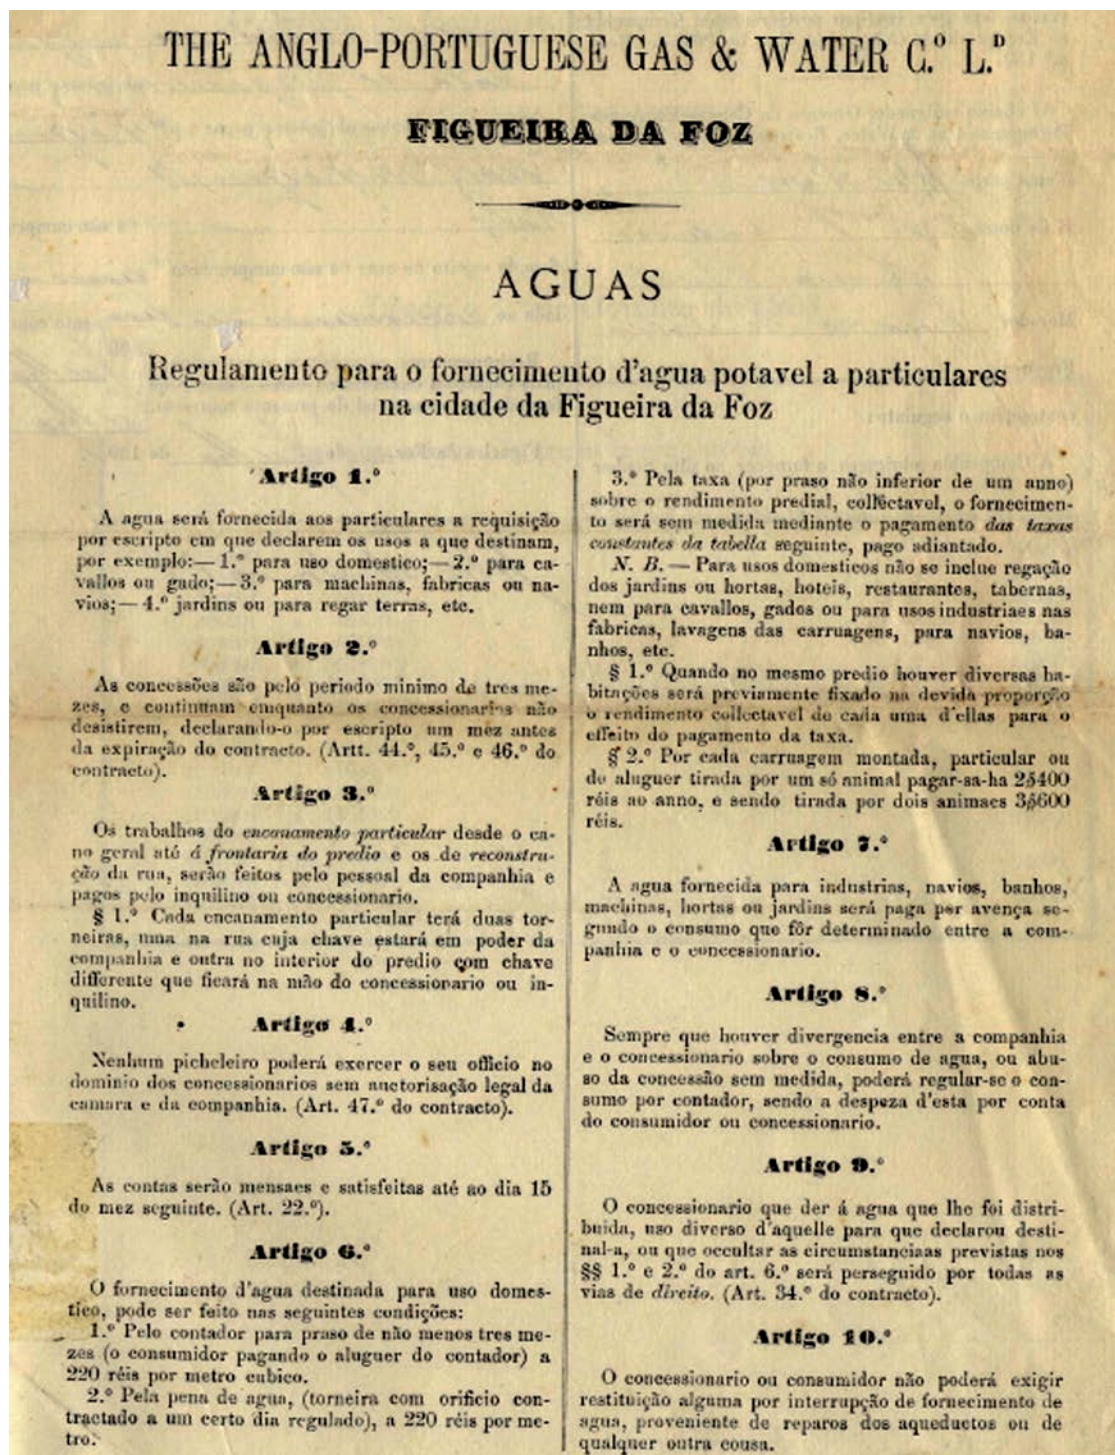 THE ANGLO-PORTUGUESE GAS & WATER C.º L.ᴰ
FIGUEIRA DA FOZ
AGUAS
Regulamento para o fornecimento d'agua potavel a particulares
na cidade da Figueira da Foz
Artigo 1.º
A agua será fornecida aos particulares a requisição
por escripto em que declarem os usos a que destinam,
por exemplo:— 1.º para uso domestico;— 2.º para ca-
vallos ou gado;— 3.º para machinas, fabricas ou na-
vios;— 4.º jardins ou para regar terras, etc.
Artigo 2.º
As concessões são pelo periodo minimo de tres me-
zes, e continuam emquanto os concessionarios não
desistirem, declarando-o por escripto um mez antes
da expiração do contracto. (Artt. 44.º, 45.º e 46.º do
contracto).
Artigo 3.º
Os trabalhos do encanamento particular desde o ca-
no geral até á frontaria do predio e os de reconstru-
ção da rua, serão feitos pelo pessoal da companhia e
pagos pelo inquilino ou concessionario.
§ 1.º Cada encanamento particular terá duas tor-
neiras, uma na rua cuja chave estará em poder da
companhia e outra no interior do predio com chave
differente que ficará na mão do concessionario ou in-
quilino.
Artigo 4.º
Nenhum picheleiro poderá exercer o seu officio no
dominio dos concessionarios sem auctorisação legal da
camara e da companhia. (Art. 47.º do contracto).
Artigo 5.º
As contas serão mensaes e satisfeitas até ao dia 15
do mez seguinte. (Art. 22.º).
Artigo 6.º
O fornecimento d'agua destinada para uso domes-
tico, pode ser feito nas seguintes condições:
1.º Pelo contador para praso de não menos tres me-
zes (o consumidor pagando o aluguer do contador) a
220 réis por metro cubico.
2.º Pela pena de agua, (torneira com orificio con-
tractado a um certo dia regulado), a 220 réis por me-
tro.
3.º Pela taxa (por praso não inferior de um anno)
sobre o rendimento predial, collectavel, o fornecimen-
to será sem medida mediante o pagamento das taxas
constantes da tabella seguinte, pago adiantado.
N. B. — Para usos domesticos não se inclue regação
dos jardins ou hortas, hoteis, restaurantes, tabernas,
nem para cavallos, gados ou para usos industriaes nas
fabricas, lavagens das carruagens, para navios, ba-
nhos, etc.
§ 1.º Quando no mesmo predio houver diversas ha-
bitações será previamente fixado na devida proporção
o rendimento collectavel de cada uma d'ellas para o
effeito do pagamento da taxa.
§ 2.º Por cada carruagem montada, particular ou
de aluguer tirada por um só animal pagar-sa-ha 2$400
réis ao anno, e sendo tirada por dois animaes 3$600
réis.
Artigo 7.º
A agua fornecida para industrias, navios, banhos,
machinas, hortas ou jardins será paga per avença se-
gundo o consumo que fôr determinado entre a com-
panhia e o concessionario.
Artigo 8.º
Sempre que houver divergencia entre a companhia
e o concessionario sobre o consumo de agua, ou abu-
so da concessão sem medida, poderá regular-se o con-
sumo por contador, sendo a despeza d'esta por conta
do consumidor ou concessionario.
Artigo 9.º
O concessionario que der á agua que lhe foi distri-
buida, uso diverso d'aquelle para que declarou desti-
nal-a, ou que occultar as circumstanciaas previstas nos
§§ 1.º e 2.º do art. 6.º será perseguido por todas as
vias de direito. (Art. 34.º do contracto).
Artigo 10.º
O concessionario ou consumidor não poderá exigir
restituição alguma por interrupção de fornecimento de
agua, proveniente de reparos dos aqueductos ou de
qualquer outra cousa.